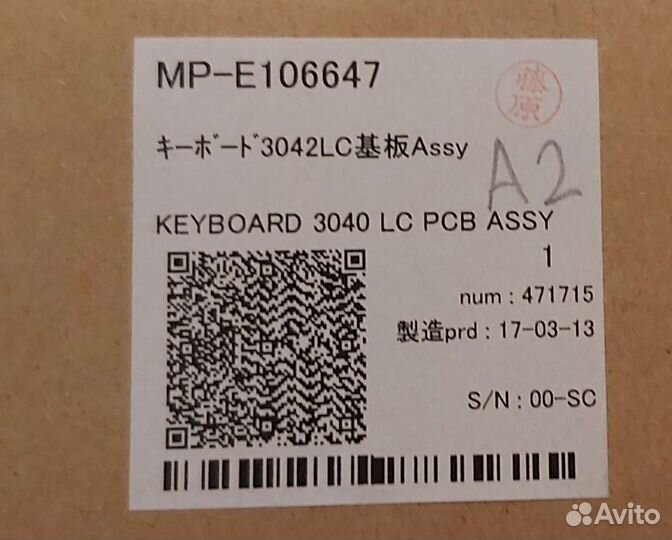 MP-E106647
藤原
キーボード3042LC基板Assy
A2
KEYBOARD 3040 LC PCB ASSY
1
num : 471715
製造prd : 17-03-13
S/N : 00-SC
Avito